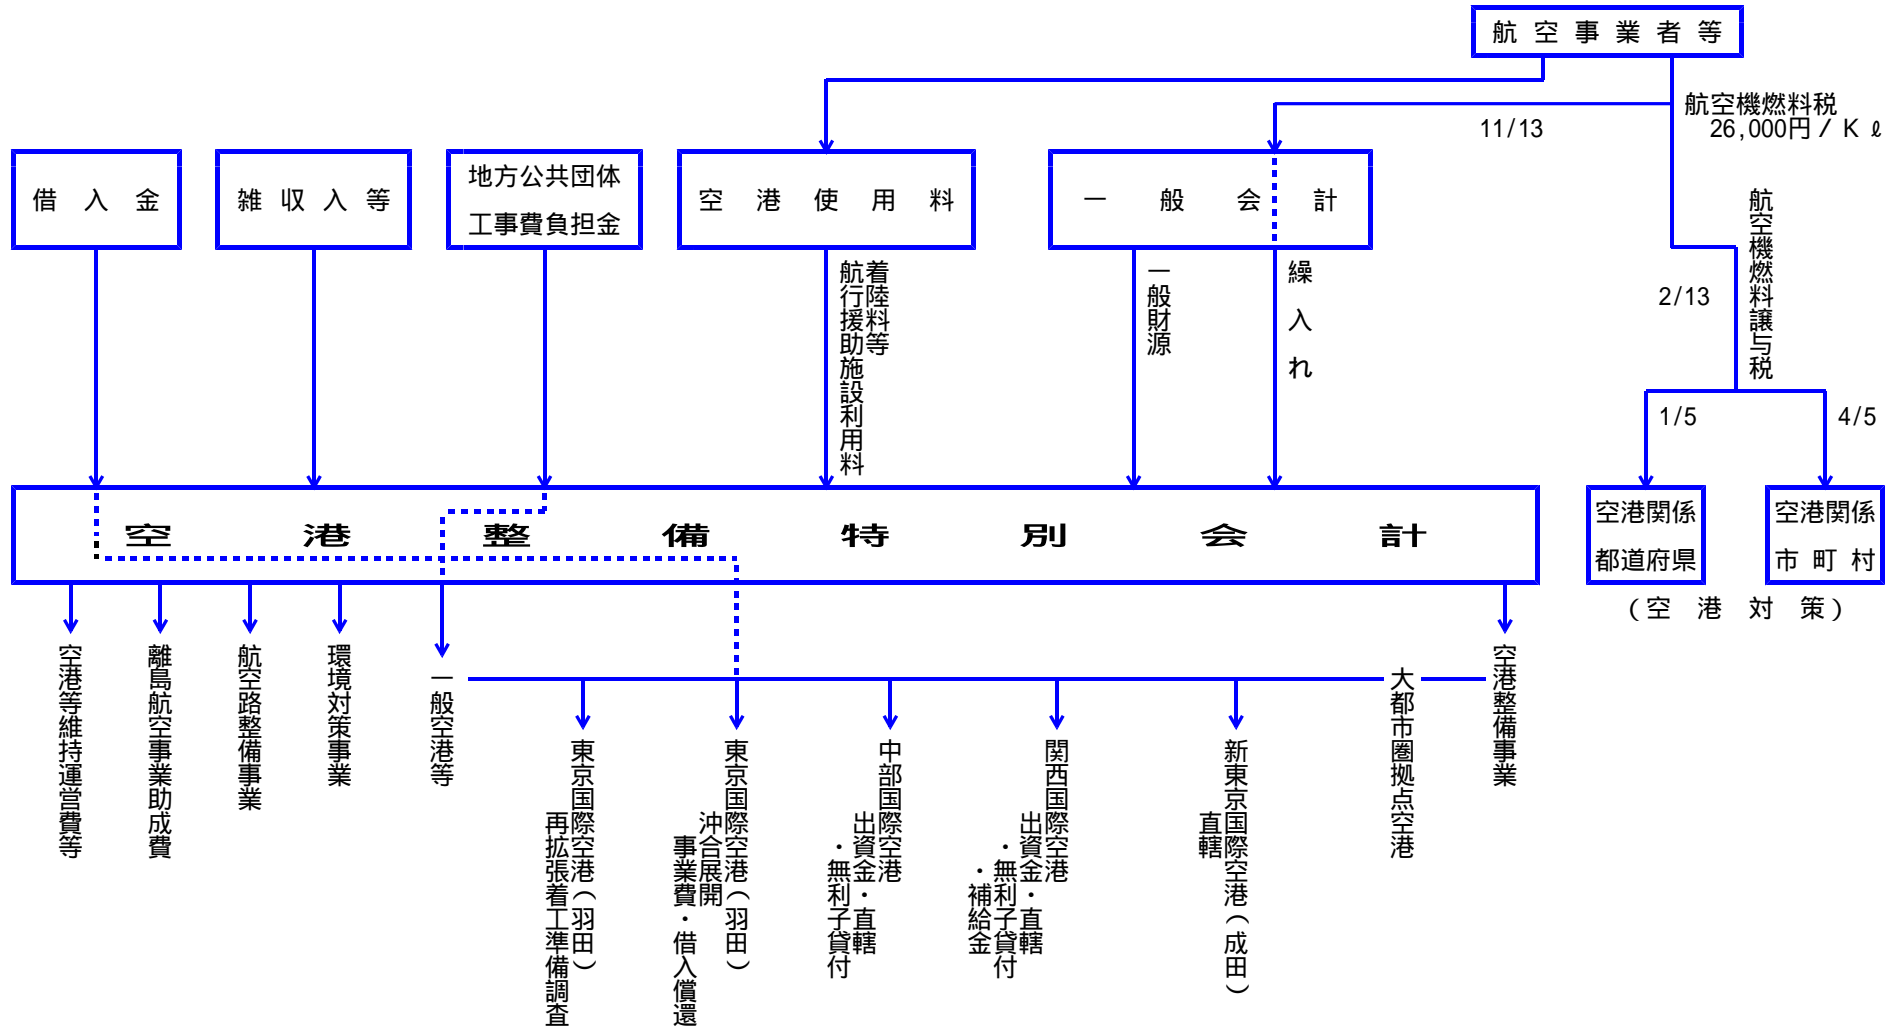 航空事業者等
航空機燃料税
26,000円/Kℓ
11/13
借入金
雑収入等
地方公共団体
工事費負担金
空港使用料
一般会計
着陸料等
航行援助施設利用料
一般財源
繰入れ
2/13
航空機燃料譲与税
1/5
4/5
空港整備特別会計
空港関係
都道府県
空港関係
市町村
(空港対策)
空港等維持運営費等
離島航空事業助成費
航空路整備事業
環境対策事業
一般空港等
東京国際空港(羽田)
再拡張着工準備調査
東京国際空港(羽田)
沖合展開
事業費・借入償還
中部国際空港
出資金・直轄
・無利子貸付
関西国際空港
出資金・直轄
・無利子貸付
・補給金
新東京国際空港(成田)
直轄
大都市圏拠点空港
空港整備事業